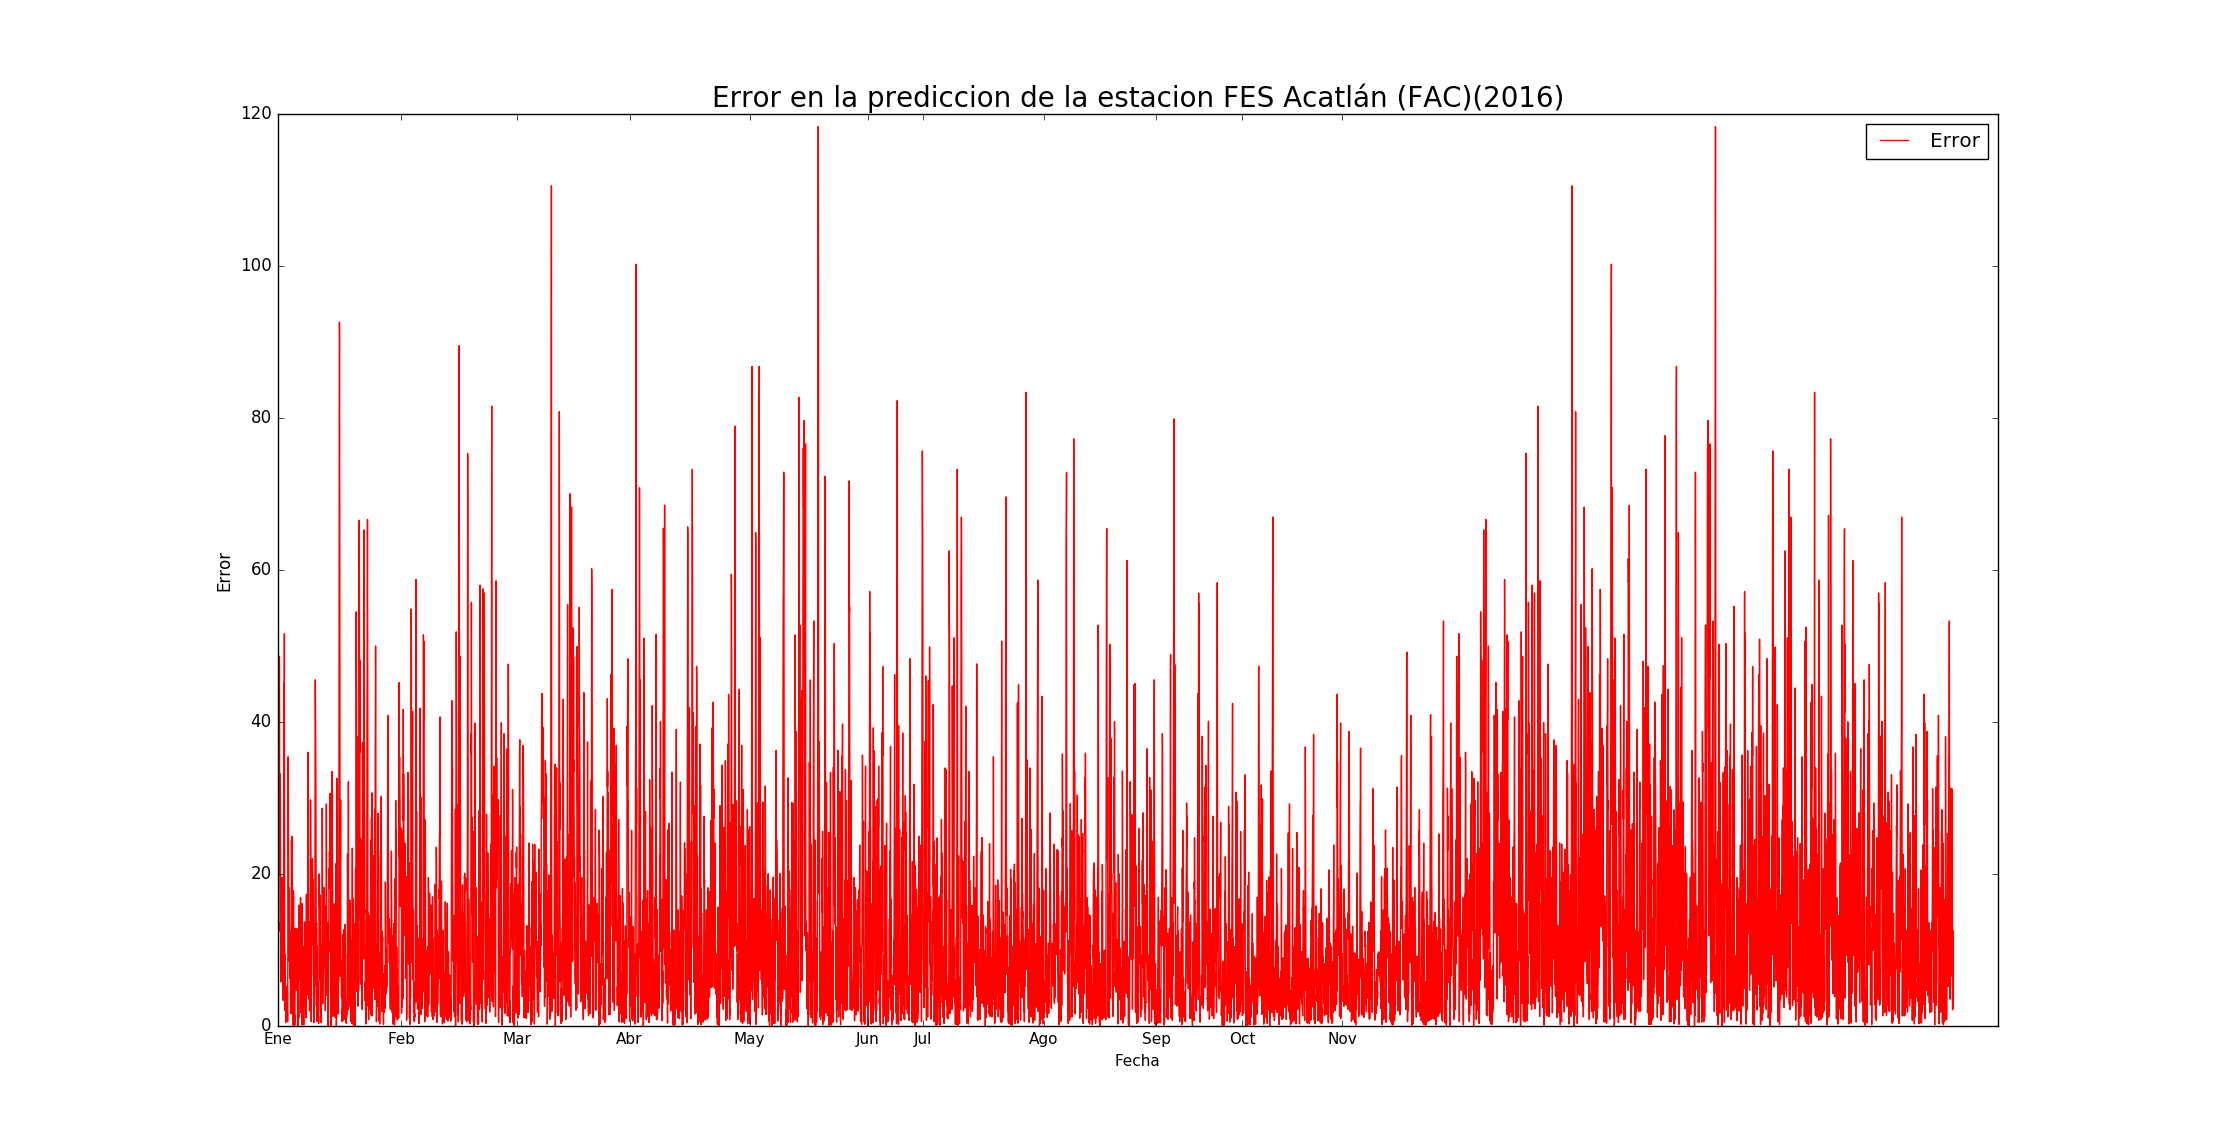 Error en la prediccion de la estacion FES Acatlán (FAC)(2016)
120
Error
100
80
60
Error
40
20
0
Ene Feb Mar Abr May Jun Jul Ago Sep Oct Nov
Fecha